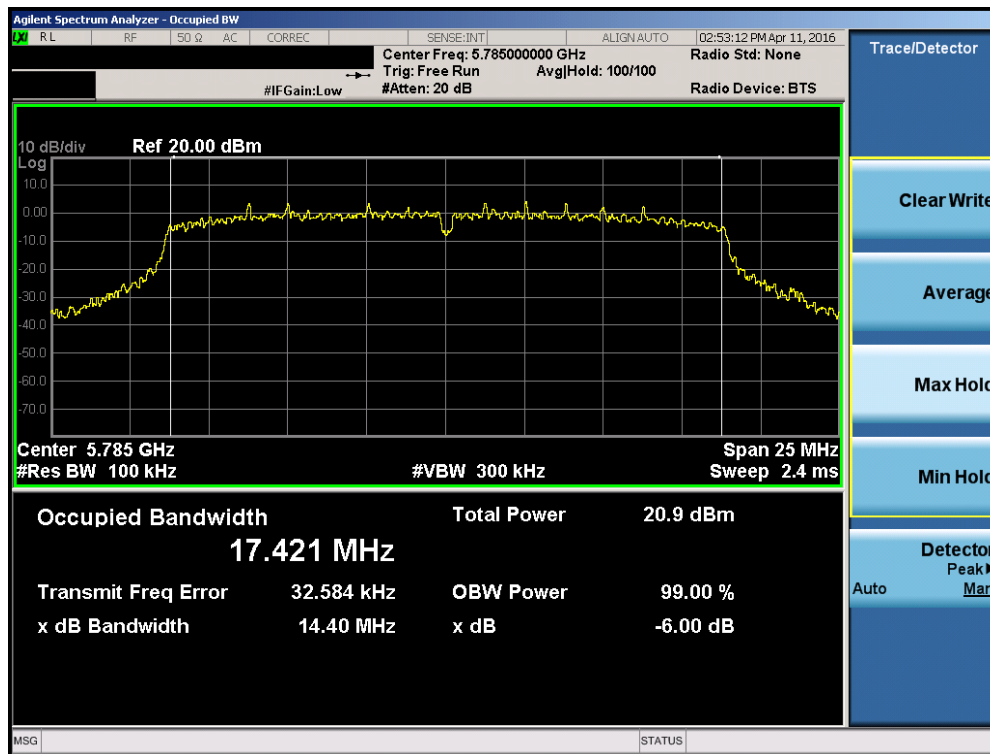 Agilent Spectrum Analyzer - Occupied BW
LXI RL RF 50 Ω AC CORREC SENSE:INT ALIGNAUTO 02:53:12 PM Apr 11, 2016
Center Freq: 5.785000000 GHz Radio Std: None
Trig: Free Run Avg|Hold: 100/100
#IFGain:Low #Atten: 20 dB Radio Device: BTS
Trace/Detector
10 dB/div Ref 20.00 dBm
Log
10.0
0.00
-10.0
-20.0
-30.0
-40.0
-50.0
-60.0
-70.0
Center 5.785 GHz Span 25 MHz
#Res BW 100 kHz #VBW 300 kHz Sweep 2.4 ms
Occupied Bandwidth Total Power 20.9 dBm
17.421 MHz
Transmit Freq Error 32.584 kHz OBW Power 99.00 %
x dB Bandwidth 14.40 MHz x dB -6.00 dB
Clear Write
Average
Max Hold
Min Hold
Detector
Peak
Auto Man
MSG STATUS